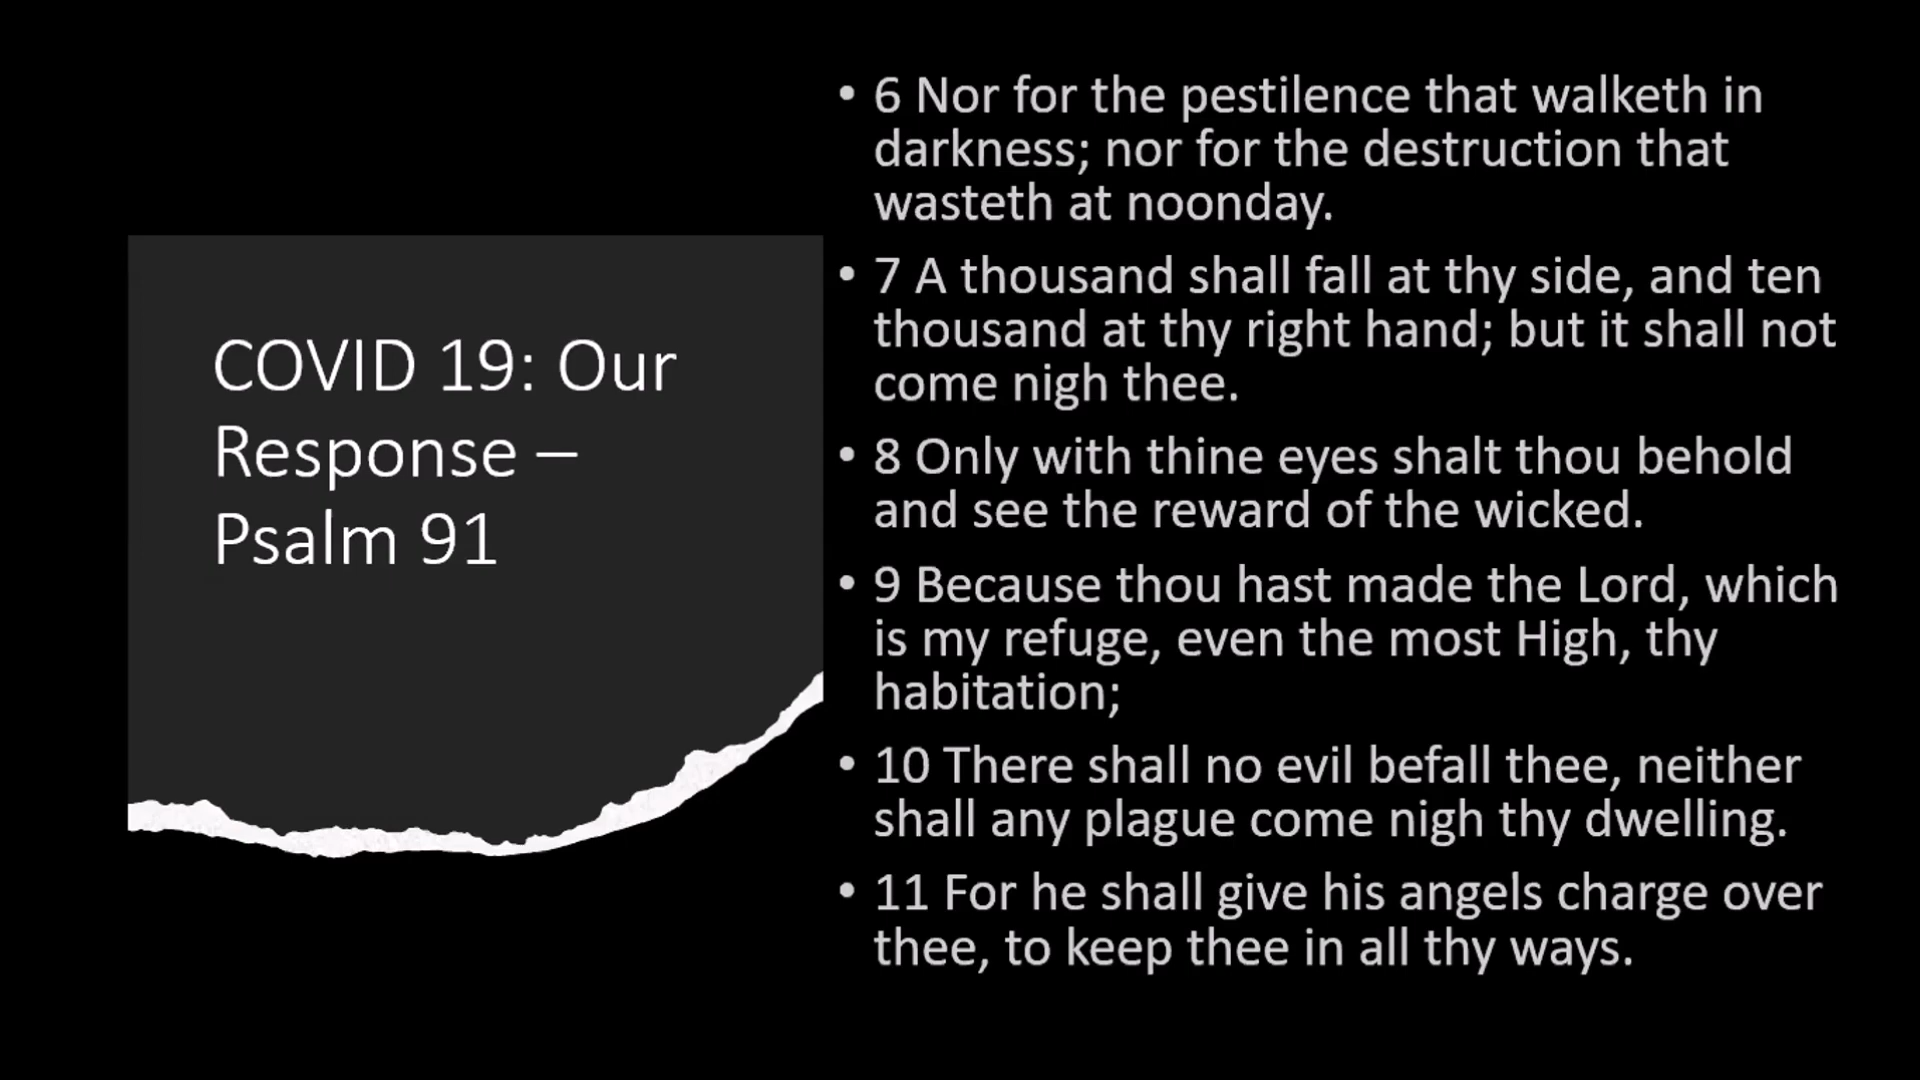 COVID 19: Our
Response –
Psalm 91
• 6 Nor for the pestilence that walketh in
darkness; nor for the destruction that
wasteth at noonday.
• 7 A thousand shall fall at thy side, and ten
thousand at thy right hand; but it shall not
come nigh thee.
• 8 Only with thine eyes shalt thou behold
and see the reward of the wicked.
• 9 Because thou hast made the Lord, which
is my refuge, even the most High, thy
habitation;
• 10 There shall no evil befall thee, neither
shall any plague come nigh thy dwelling.
• 11 For he shall give his angels charge over
thee, to keep thee in all thy ways.